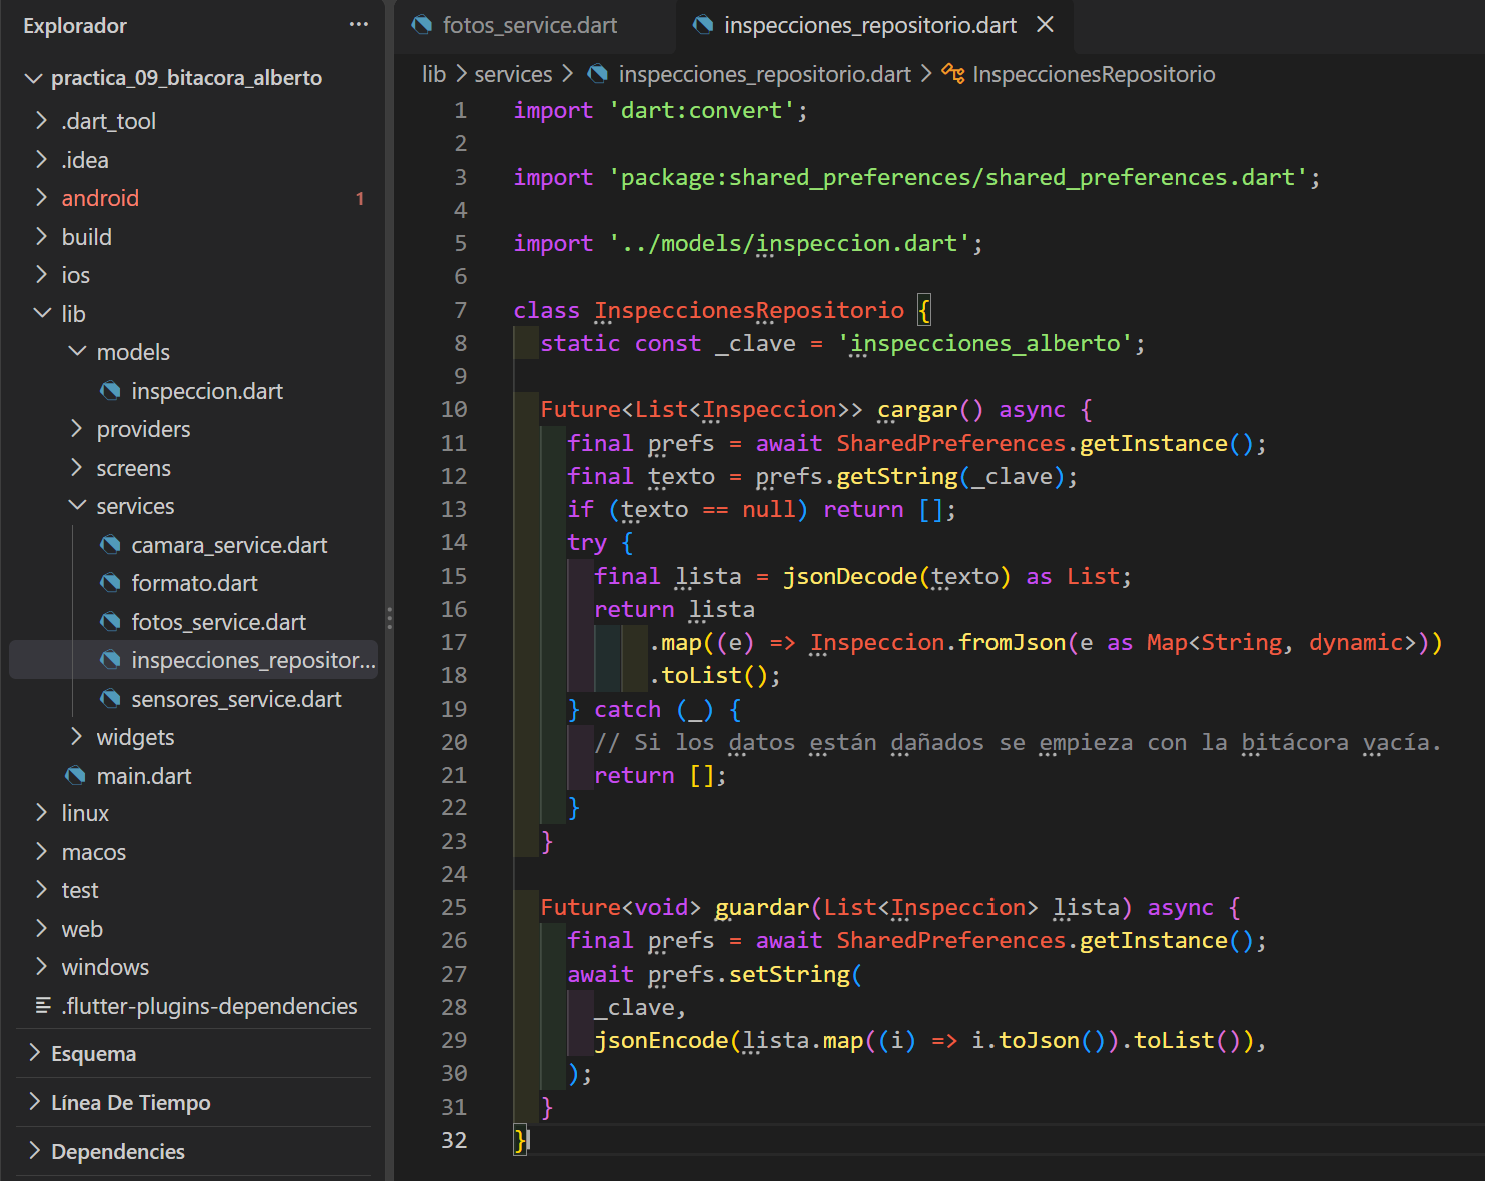 Explorador
practica_09_bitacora_alberto
.dart_tool
.idea
android 1
build
ios
lib
models
inspeccion.dart
providers
screens
services
camara_service.dart
formato.dart
fotos_service.dart
inspecciones_repositor...
sensores_service.dart
widgets
main.dart
linux
macos
test
web
windows
.flutter-plugins-dependencies
Esquema
Línea De Tiempo
Dependencies
fotos_service.dart
inspecciones_repositorio.dart
lib > services > inspecciones_repositorio.dart > InspeccionesRepositorio
1 import 'dart:convert';
2
3 import 'package:shared_preferences/shared_preferences.dart';
4
5 import '../models/inspeccion.dart';
6
7 class InspeccionesRepositorio {
8 static const _clave = 'inspecciones_alberto';
9
10 Future<List<Inspeccion>> cargar() async {
11 final prefs = await SharedPreferences.getInstance();
12 final texto = prefs.getString(_clave);
13 if (texto == null) return [];
14 try {
15 final lista = jsonDecode(texto) as List;
16 return lista
17 .map((e) => Inspeccion.fromJson(e as Map<String, dynamic>))
18 .toList();
19 } catch (_) {
20 // Si los datos están dañados se empieza con la bitácora vacía.
21 return [];
22 }
23 }
24
25 Future<void> guardar(List<Inspeccion> lista) async {
26 final prefs = await SharedPreferences.getInstance();
27 await prefs.setString(
28 _clave,
29 jsonEncode(lista.map((i) => i.toJson()).toList()),
30 );
31 }
32 }